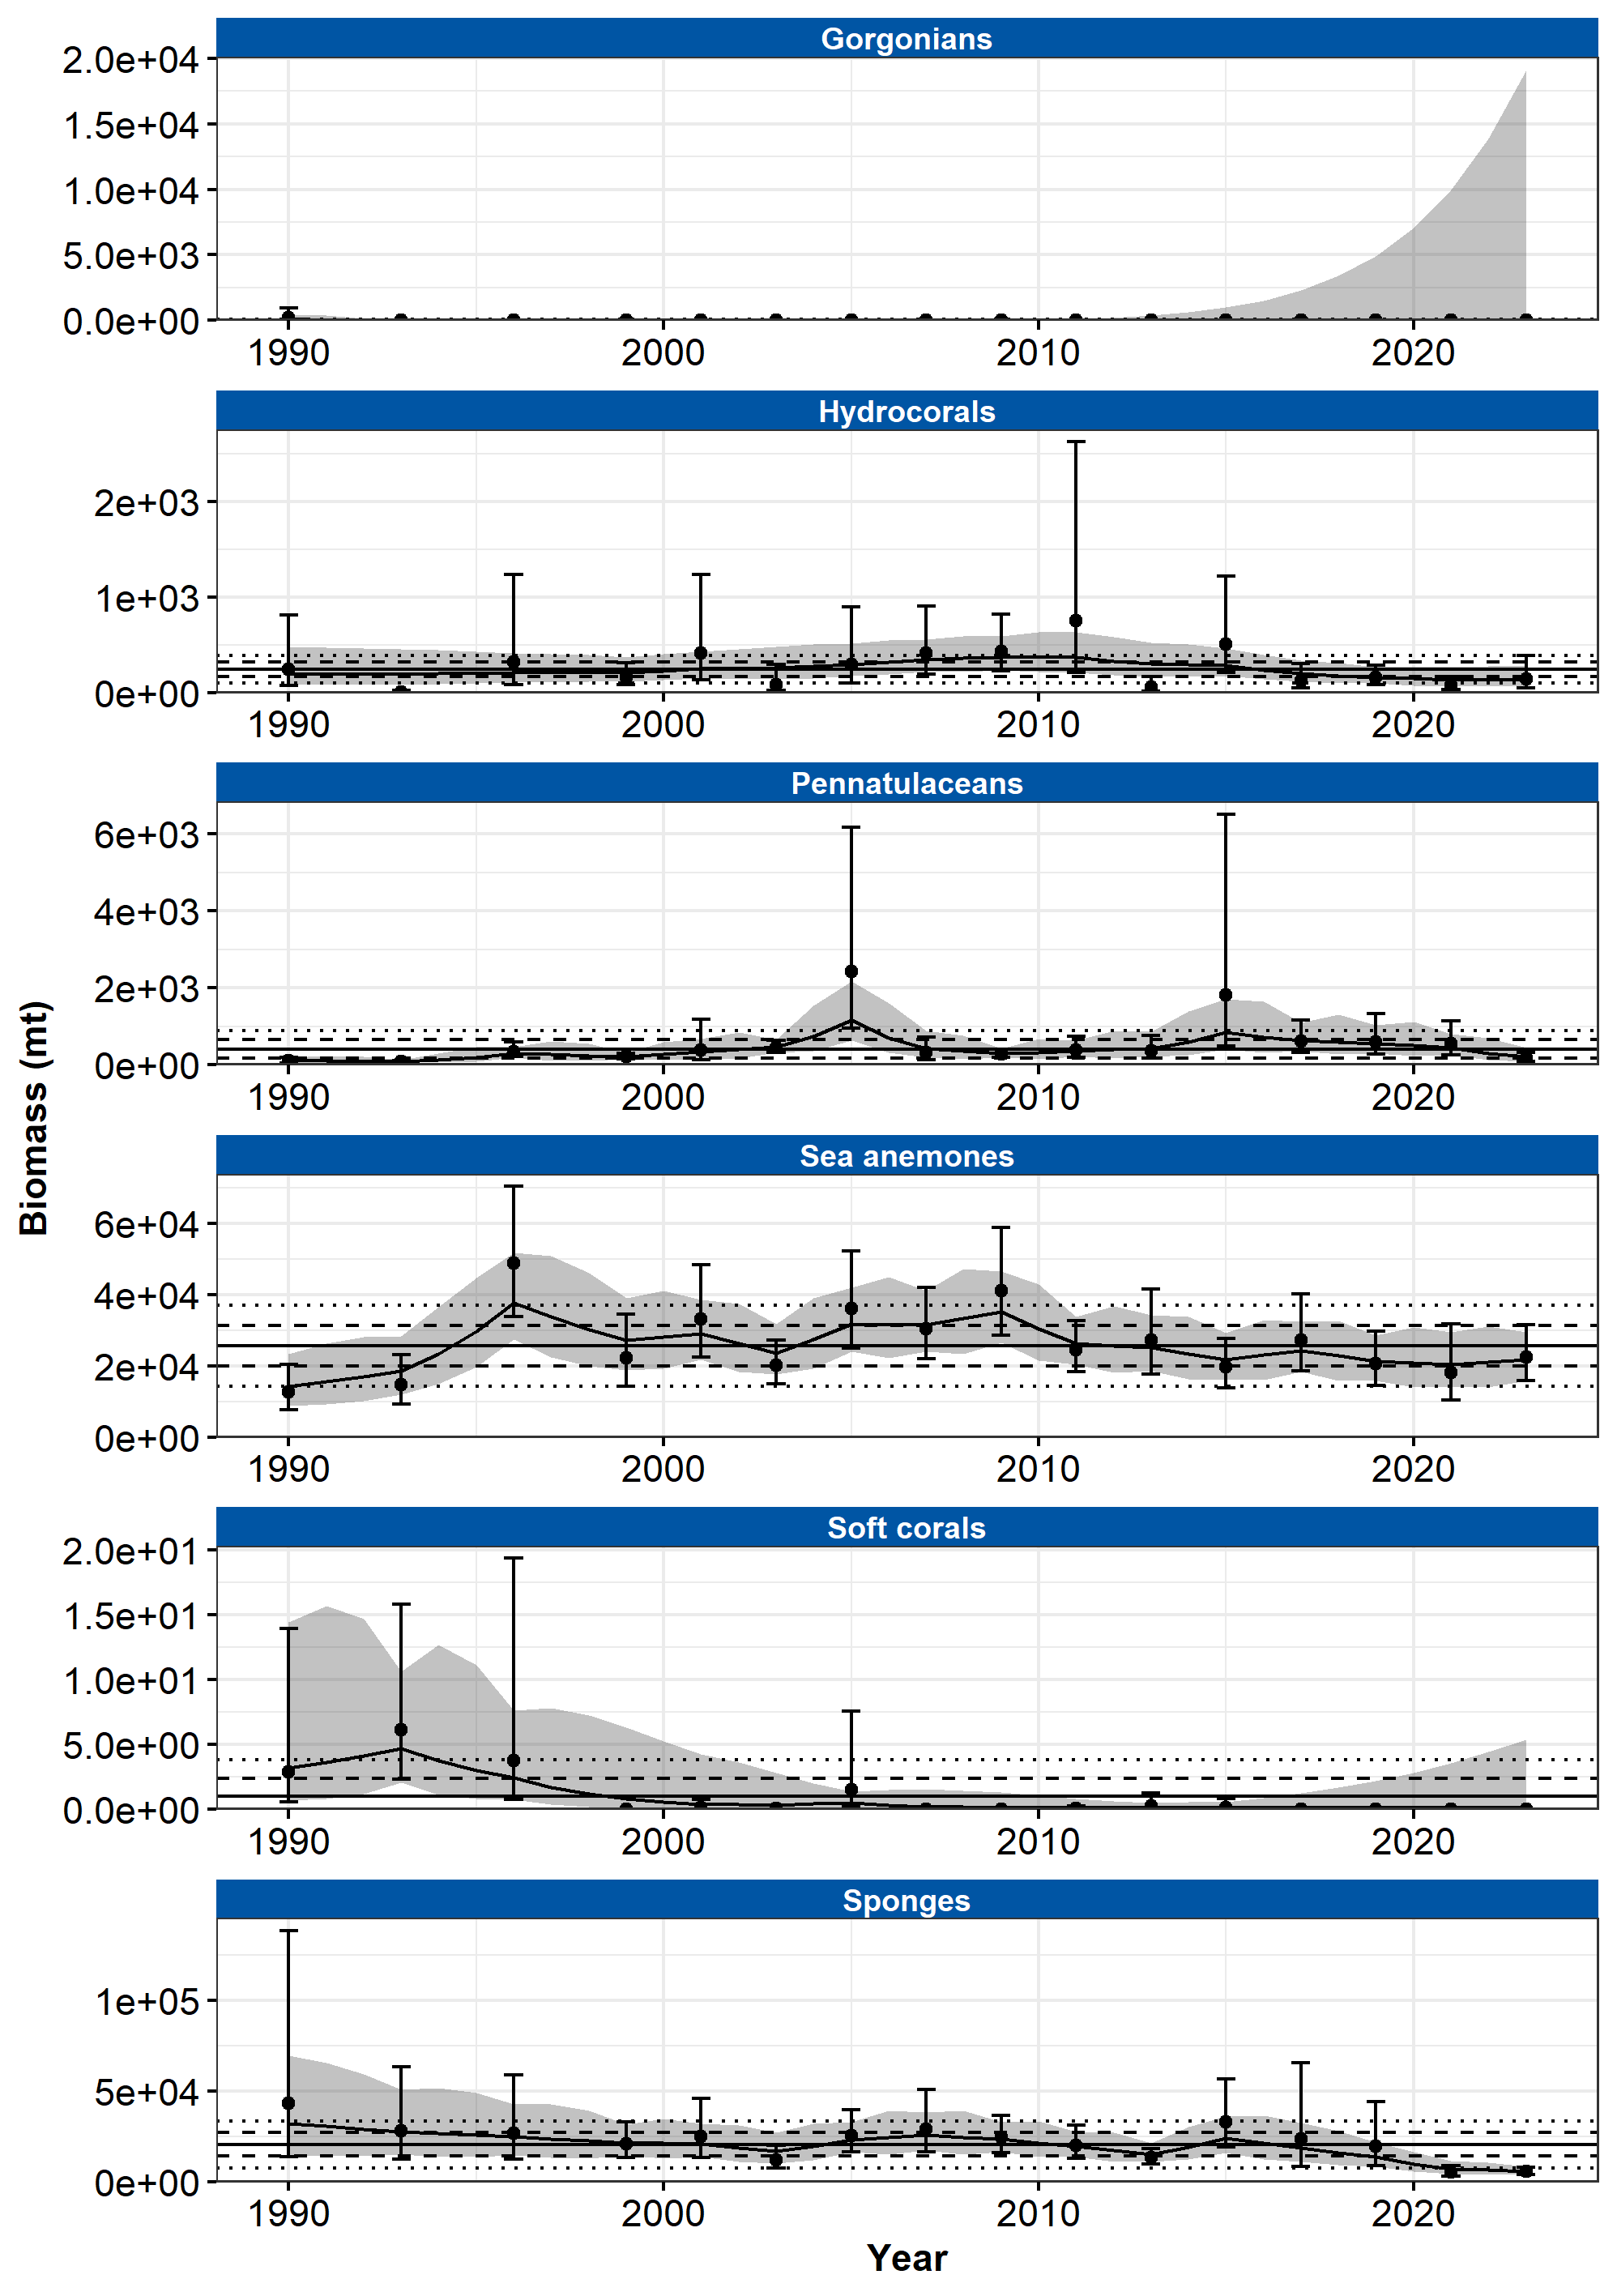 Gorgonians
2.0e+04
1.5e+04
1.0e+04
5.0e+03
0.0e+00
1990 2000 2010 2020
Hydrocorals
2e+03
1e+03
0e+00
1990 2000 2010 2020
Pennatulaceans
6e+03
4e+03
2e+03
0e+00
1990 2000 2010 2020
Biomass (mt)
Sea anemones
6e+04
4e+04
2e+04
0e+00
1990 2000 2010 2020
Soft corals
2.0e+01
1.5e+01
1.0e+01
5.0e+00
0.0e+00
1990 2000 2010 2020
Sponges
1e+05
5e+04
0e+00
1990 2000 2010 2020
Year